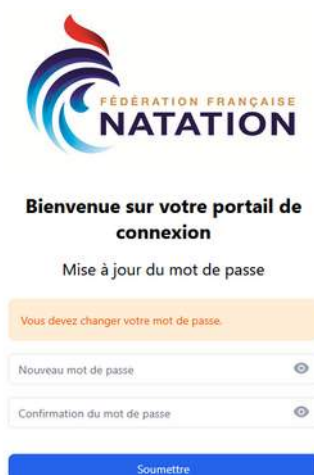 FÉDÉRATION FRANÇAISE
NATATION
Bienvenue sur votre portail de
connexion
Mise à jour du mot de passe
Vous devez changer votre mot de passe.
Nouveau mot de passe
Confirmation du mot de passe
Soumettre